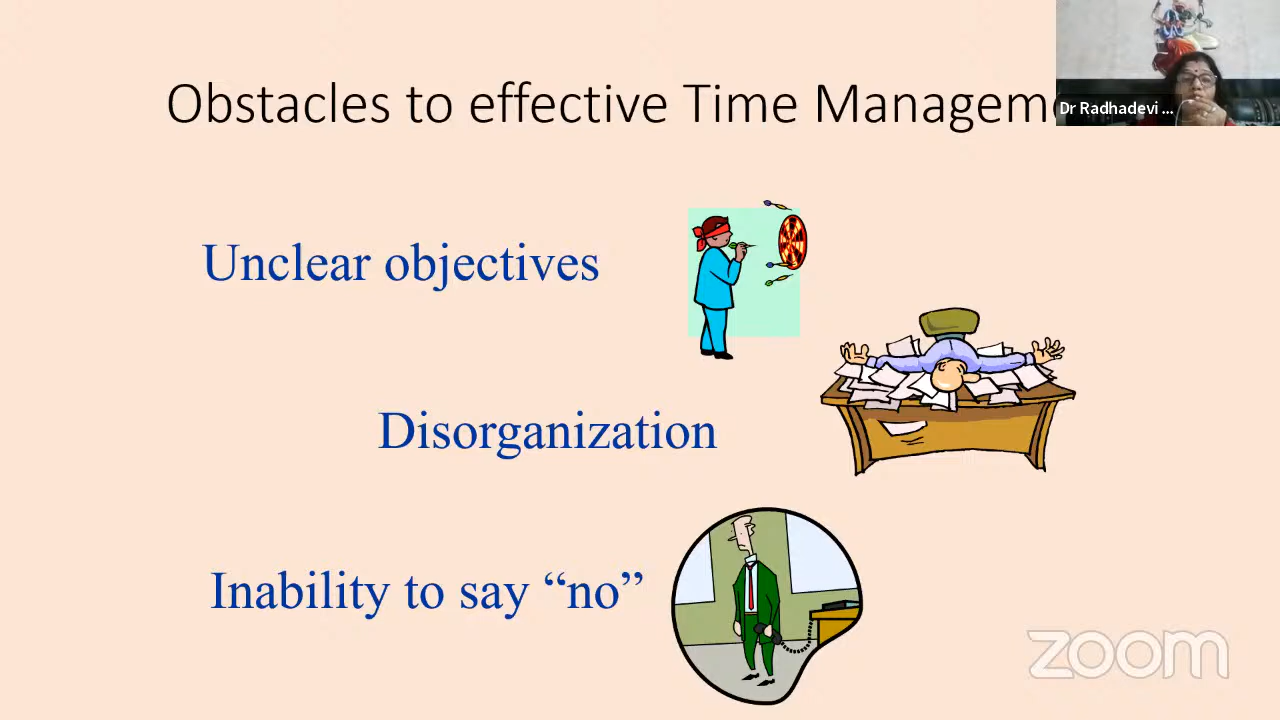 Obstacles to effective Time Managem
Dr Radhadevi ...
Unclear objectives
Disorganization
Inability to say “no”
zoom